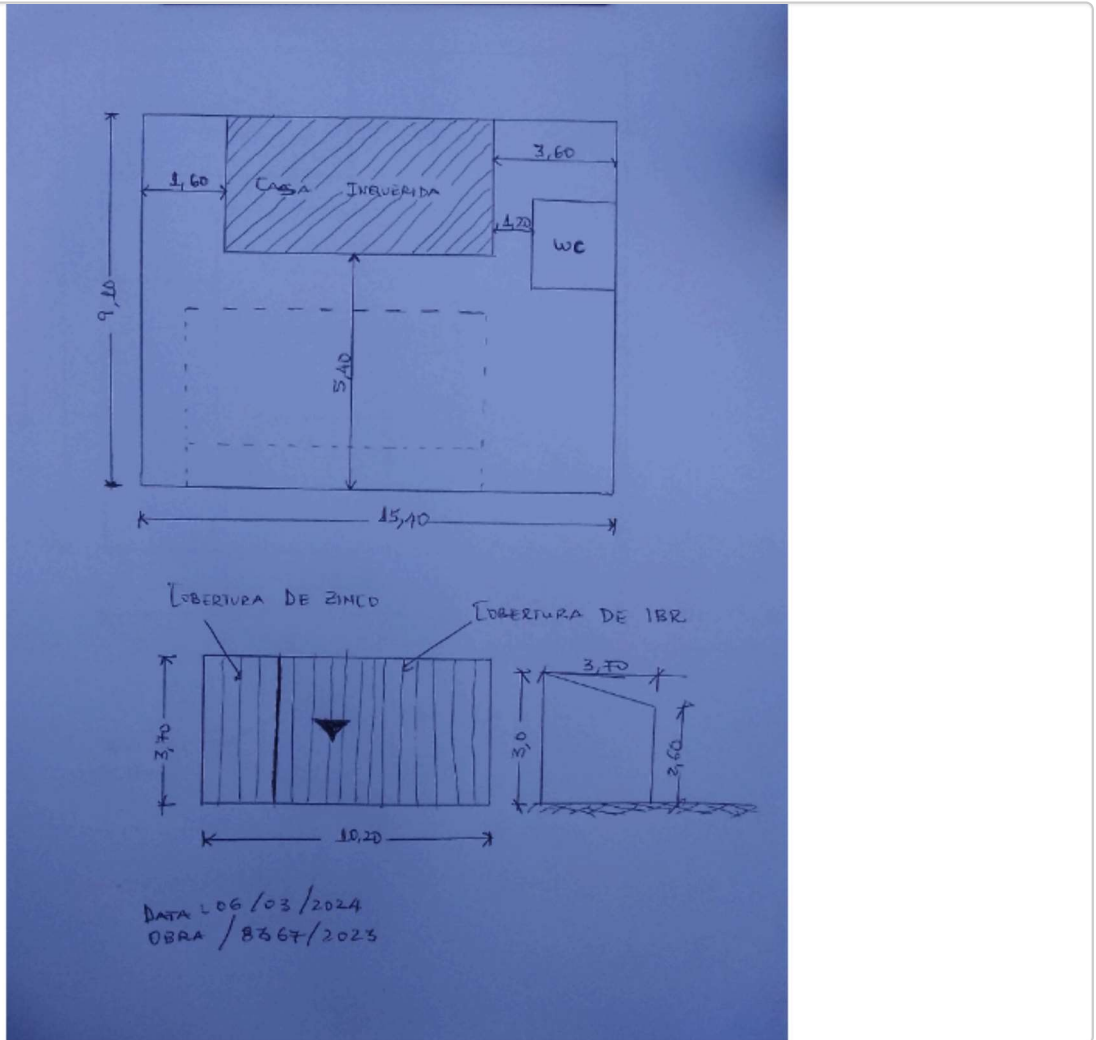 3,60
1,60
CASA INQUERIDA
1,20
WC
9,10
5,40
15,40
COBERTURA DE ZINCO
COBERTURA DE IBR
3,70
3,70
3,0
2,60
10,20
DATA: 06/03/2024
OBRA /8367/2023